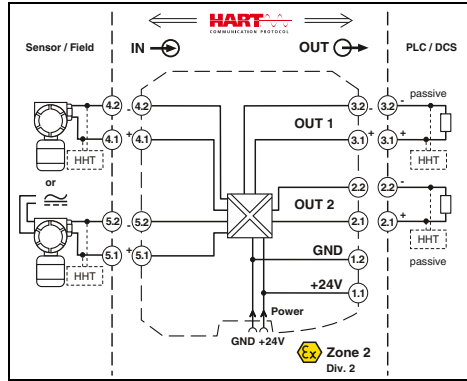 HART
COMMUNICATION PROTOCOL
Sensor / Field
IN
OUT
PLC / DCS
passive
4.2 - 4.2
3.2 - 3.2 -
OUT 1
4.1 + 4.1
3.1 + 3.1 +
HHT
HHT
or
passive
2.2 2.2 -
OUT 2
5.2 - 5.2
2.1 2.1 +
GND
1.2
HHT
HHT
5.1 + 5.1
passive
+24V
1.1
Power
GND +24V
Ex Zone 2
Div. 2